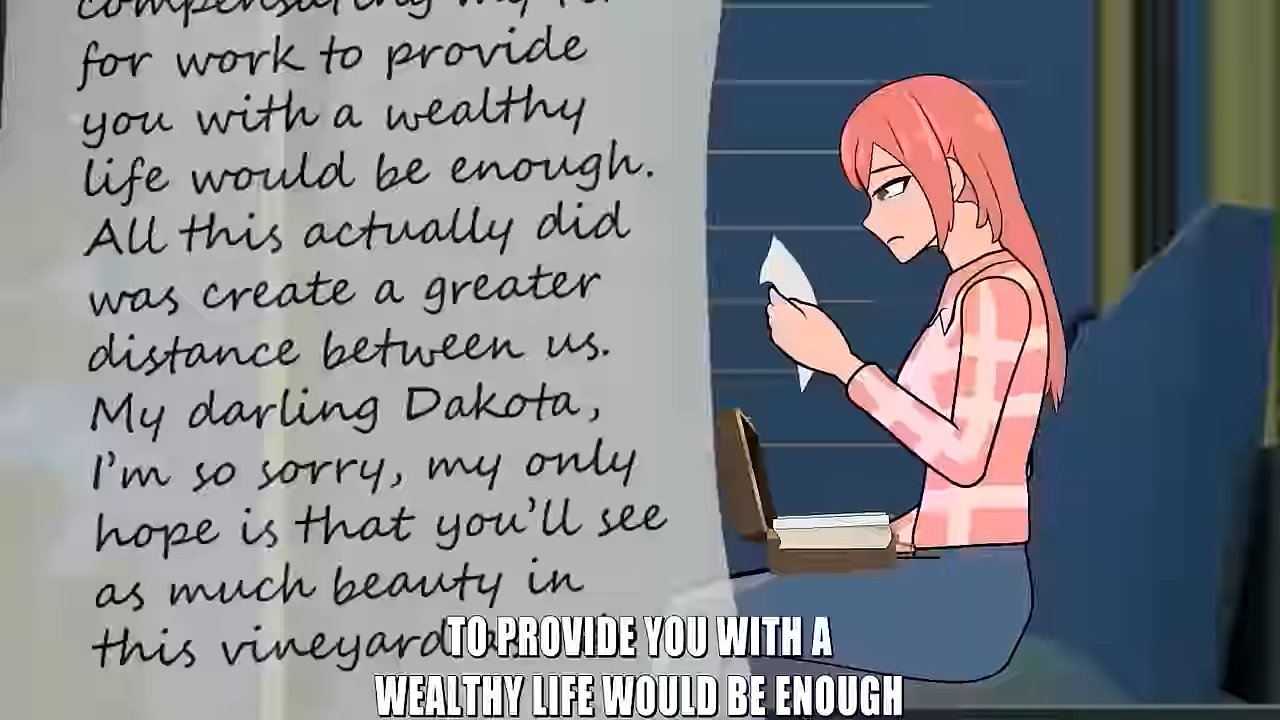 for work to provide
you with a wealthy
life would be enough.
All this actually did
was create a greater
distance between us.
My darling Dakota,
I'm so sorry, my only
hope is that you'll see
as much beauty in
this vineyard
TO PROVIDE YOU WITH A
WEALTHY LIFE WOULD BE ENOUGH